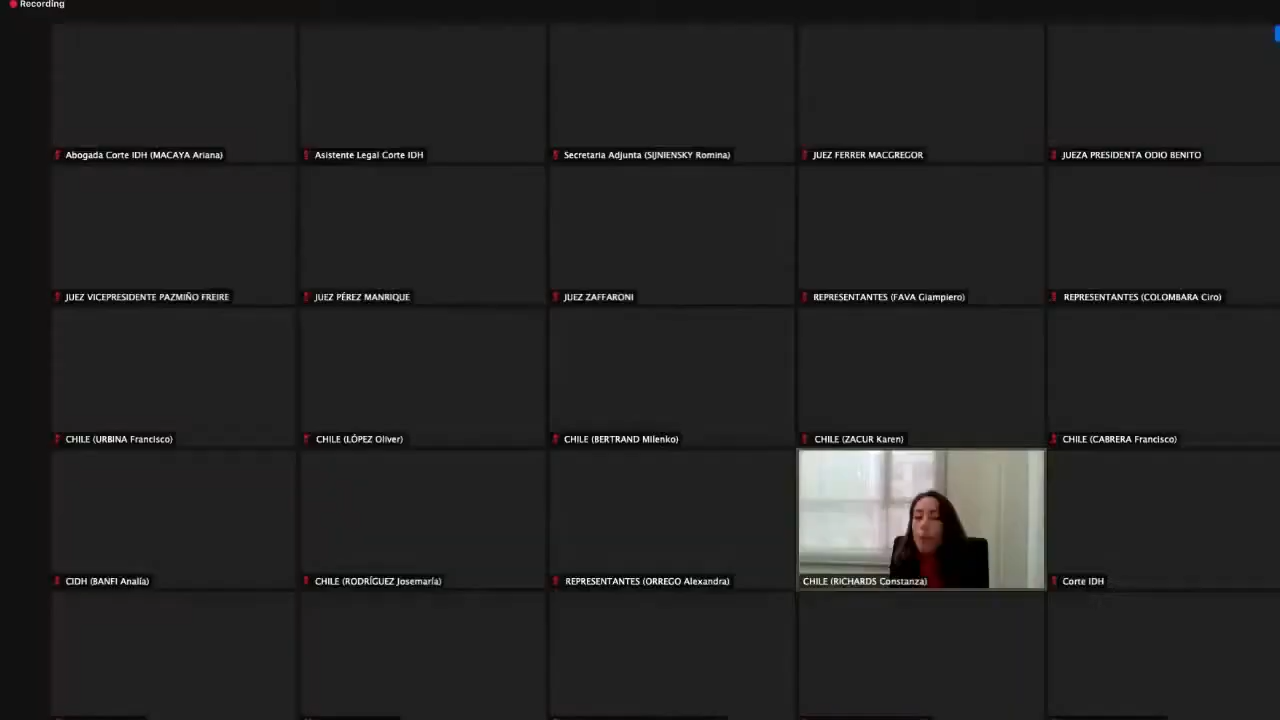 Recording
Abogada Corte IDH (MACAYA Ariana)
Asistente Legal Corte IDH
Secretaria Adjunta (SIJNIENSKY Romina)
JUEZ FERRER MACGREGOR
JUEZA PRESIDENTA ODIO BENITO
JUEZ VICEPRESIDENTE PAZMIÑO FREIRE
JUEZ PÉREZ MANRIQUE
JUEZ ZAFFARONI
REPRESENTANTES (FAVA Giampiero)
REPRESENTANTES (COLOMBARA Ciro)
CHILE (URBINA Francisco)
CHILE (LÓPEZ Oliver)
CHILE (BERTRAND Milenko)
CHILE (ZACUR Karen)
CHILE (CABRERA Francisco)
CIDH (BANFI Analía)
CHILE (RODRÍGUEZ Josemaría)
REPRESENTANTES (ORREGO Alexandra)
CHILE (RICHARDS Constanza)
Corte IDH